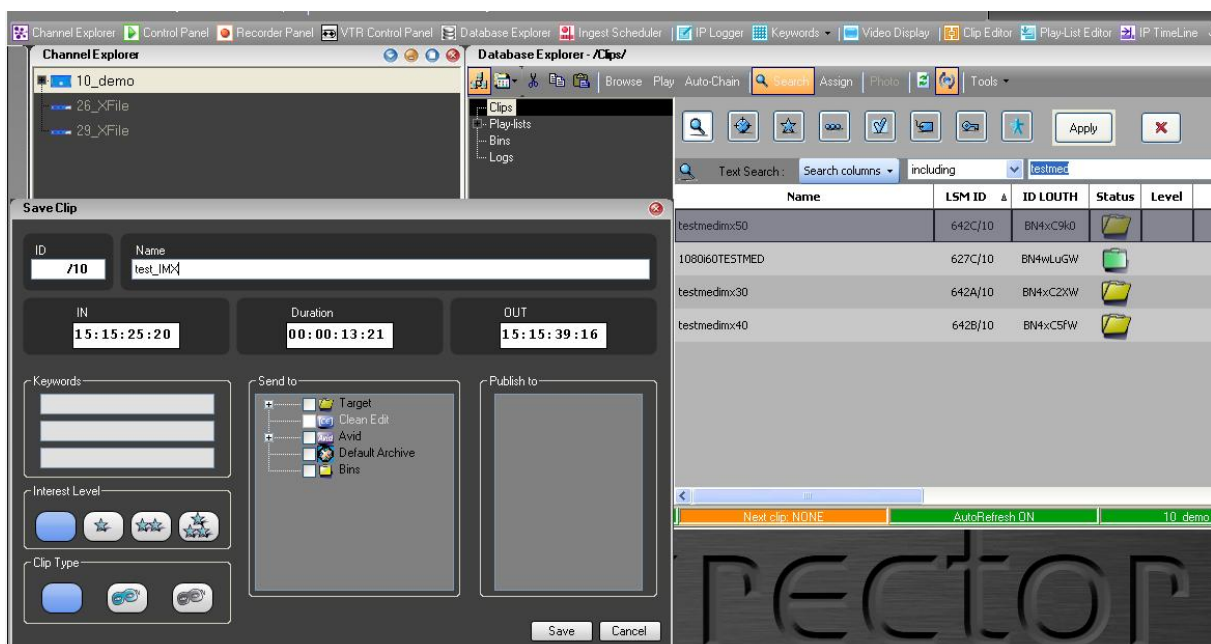 Channel Explorer Control Panel Recorder Panel VTR Control Panel Database Explorer Ingest Scheduler IP Logger Keywords Video Display Clip Editor Play-List Editor IP TimeLine
Channel Explorer
10_demo
26_XFile
29_XFile
Database Explorer - /Clips/
Browse Play Auto-Chain Search Assign Photo Tools
Clips
Play-lists
Bins
Logs
Apply
Text Search : Search columns including testmed
Name LSM ID ID LOUTH Status Level
testmedimx50 642C/10 BN4xC9k0
1080i60TESTMED 627C/10 BN4wLuGW
testmedimx30 642A/10 BN4xC2XW
testmedimx40 642B/10 BN4xC5fW
Next clip: NONE AutoRefresh ON 10 demo
rector
Save Clip
ID Name
/10 test_IMX
IN Duration OUT
15:15:25:20 00:00:13:21 15:15:39:16
Keywords
Send to
Target
Clean Edit
Avid
Default Archive
Bins
Publish to
Interest Level
Clip Type
Save Cancel